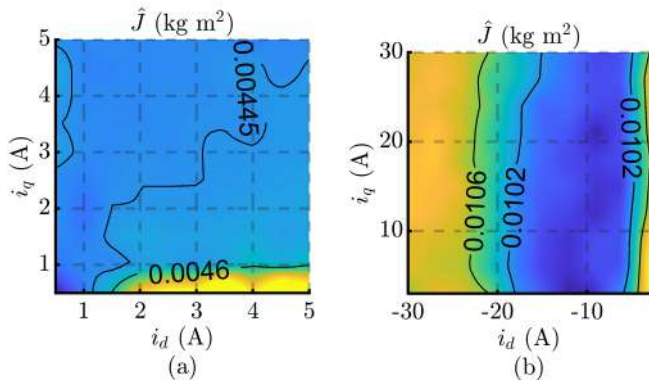 Ĵ (kg m²)
5
4
3
2
1
i_q (A)
0.00445
0.0046
1 2 3 4 5
i_d (A)
(a)
Ĵ (kg m²)
30
20
10
i_q (A)
0.0106
0.0102
0.0102
-30 -20 -10
i_d (A)
(b)